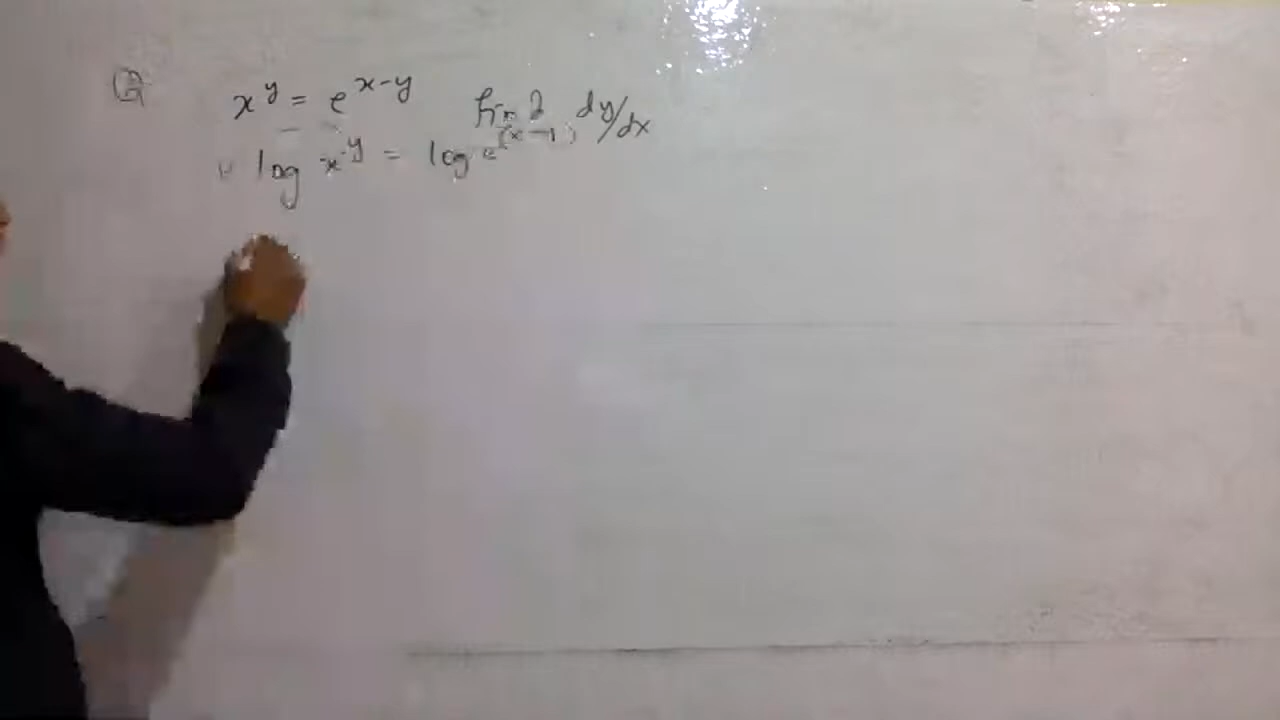 Q x^y = e^{x-y} find dy/dx
log x^y = log e^{(x-y)}